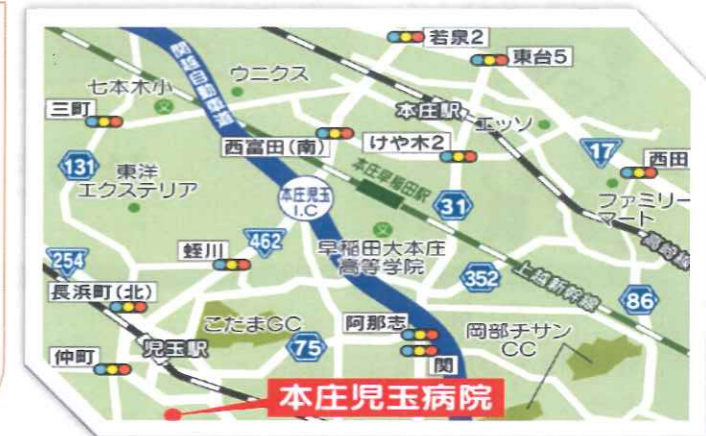 若泉2
東台5
関越自動車道
ウニクス
七本木小
文
三町
本庄駅
エッソ
西富田(南)
けや木2
17
西田
131
東洋
エクステリア
本庄児玉
I.C
本庄早稲田駅
31
ファミリー
マート
高崎線
462
254
蛭川
文
早稲田大本庄
高等学院
352
上越新幹線
86
長浜町(北)
こだまGC
阿那志
岡部チサン
CC
児玉駅
75
関
仲町
本庄児玉病院